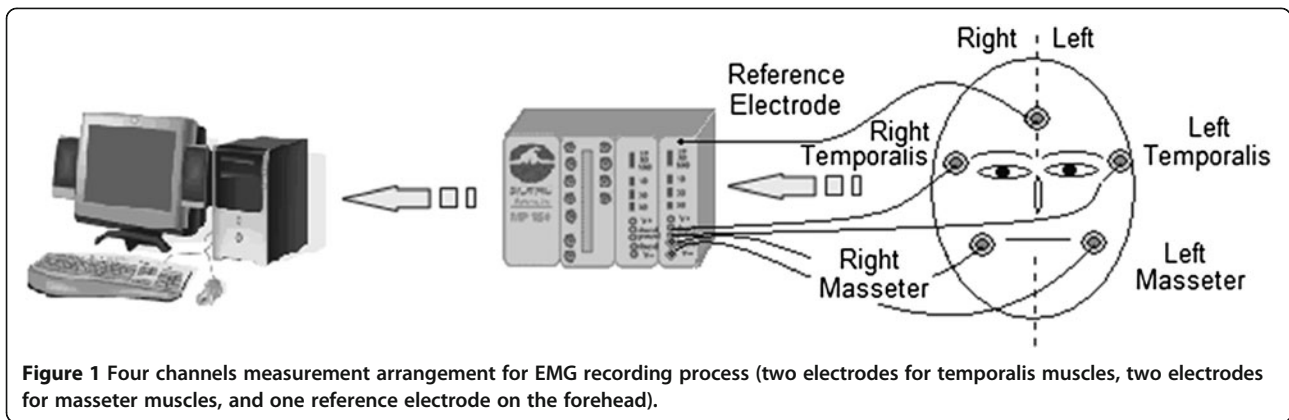 Right Left
Reference
Electrode
Right
Temporalis
Left
Temporalis
Right
Masseter
Left
Masseter
Figure 1 Four channels measurement arrangement for EMG recording process (two electrodes for temporalis muscles, two electrodes
for masseter muscles, and one reference electrode on the forehead).